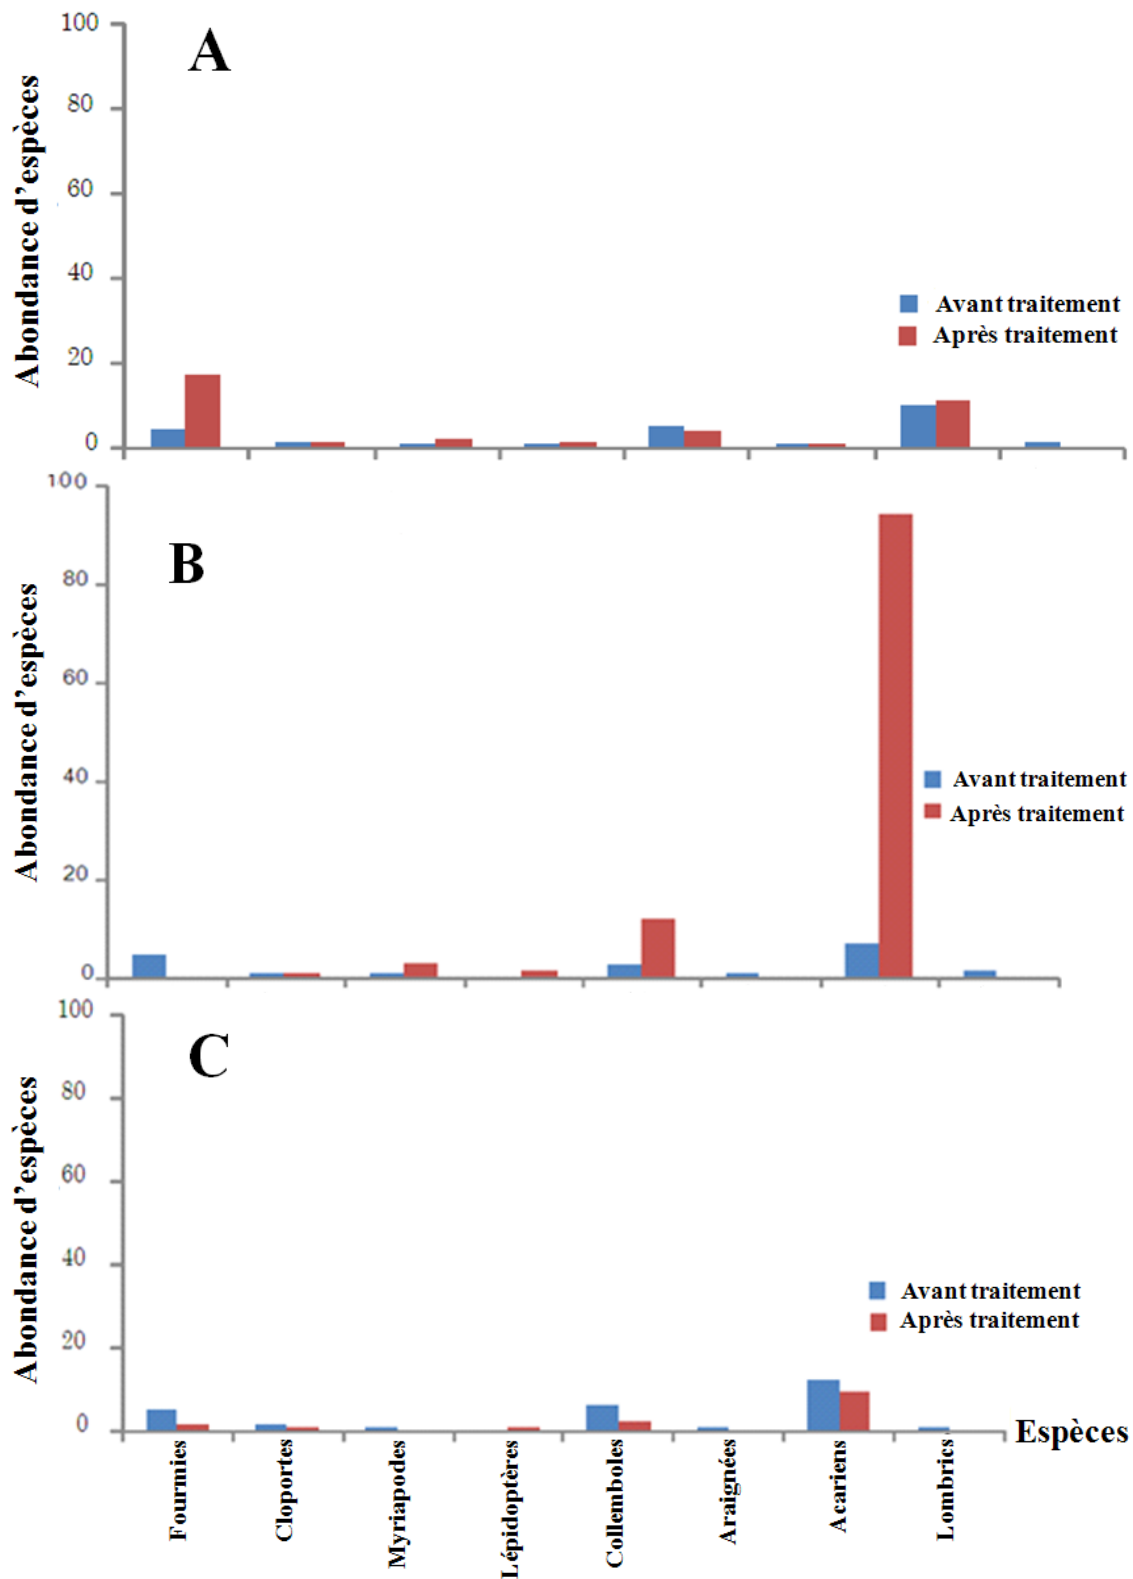 A
Abondance d'espèces
100
80
60
40
20
0
Avant traitement
Après traitement
B
Abondance d'espèces
100
80
60
40
20
0
Avant traitement
Après traitement
C
Abondance d'espèces
100
80
60
40
20
0
Avant traitement
Après traitement
Espèces
Fourmies
Cloportes
Myriapodes
Lépidoptères
Collemboles
Araignées
Acariens
Lombrics